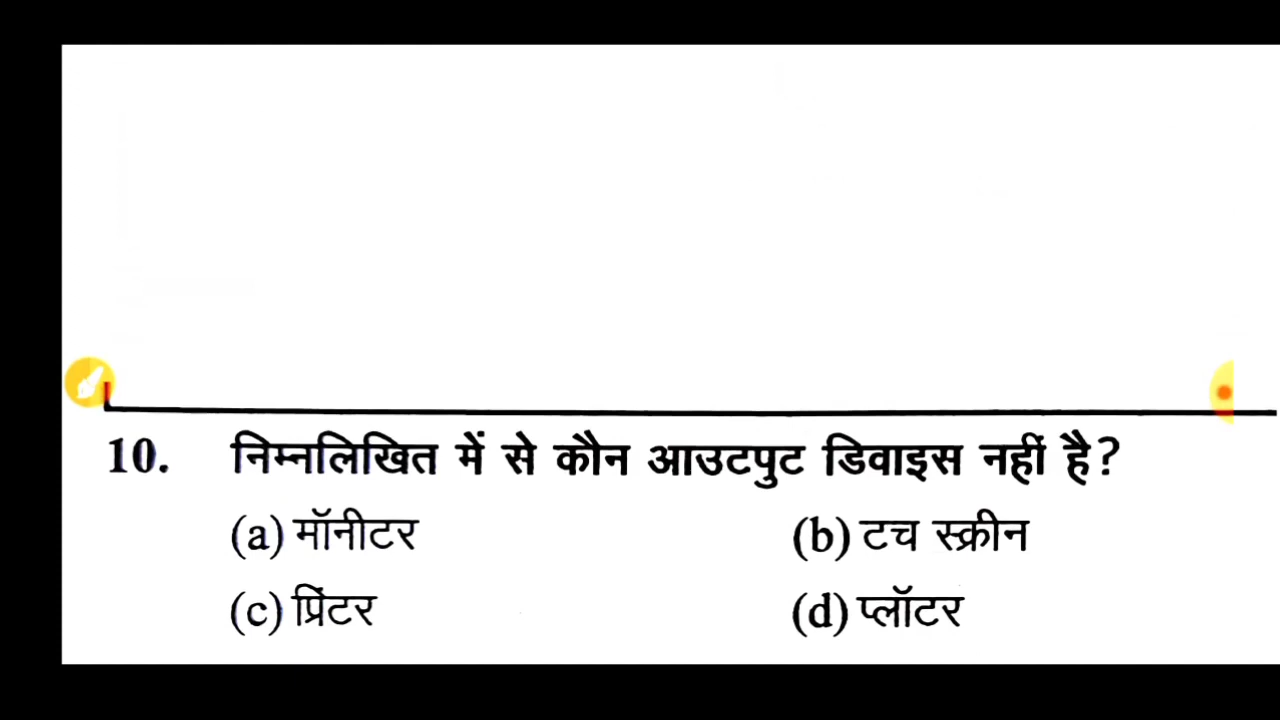 10. निम्नलिखित में से कौन आउटपुट डिवाइस नहीं है?
(a) मॉनीटर (b) टच स्क्रीन
(c) प्रिंटर (d) प्लॉटर